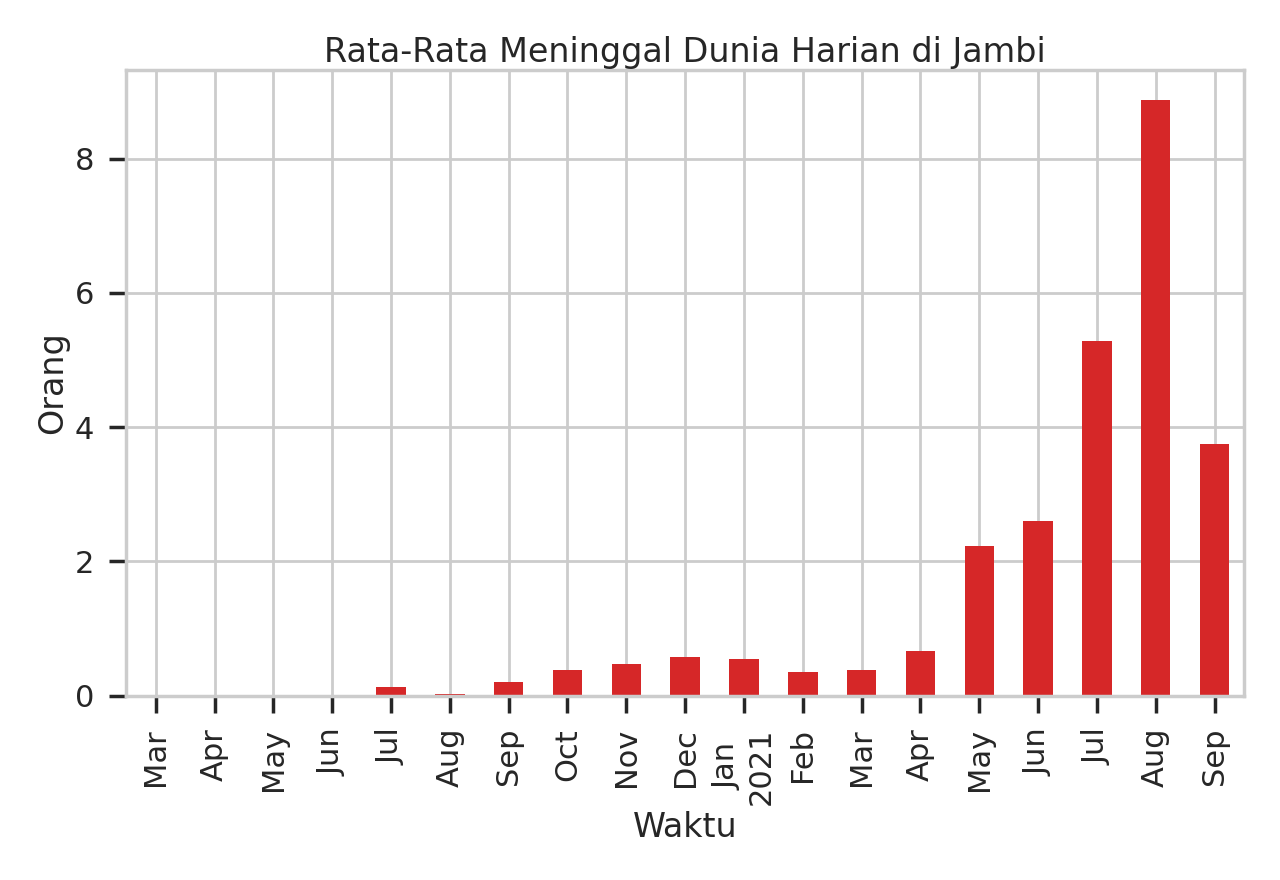 Rata-Rata Meninggal Dunia Harian di Jambi
Orang
8
6
4
2
0
Mar
Apr
May
Jun
Jul
Aug
Sep
Oct
Nov
Dec
Jan
2021
Feb
Mar
Apr
May
Jun
Jul
Aug
Sep
Waktu